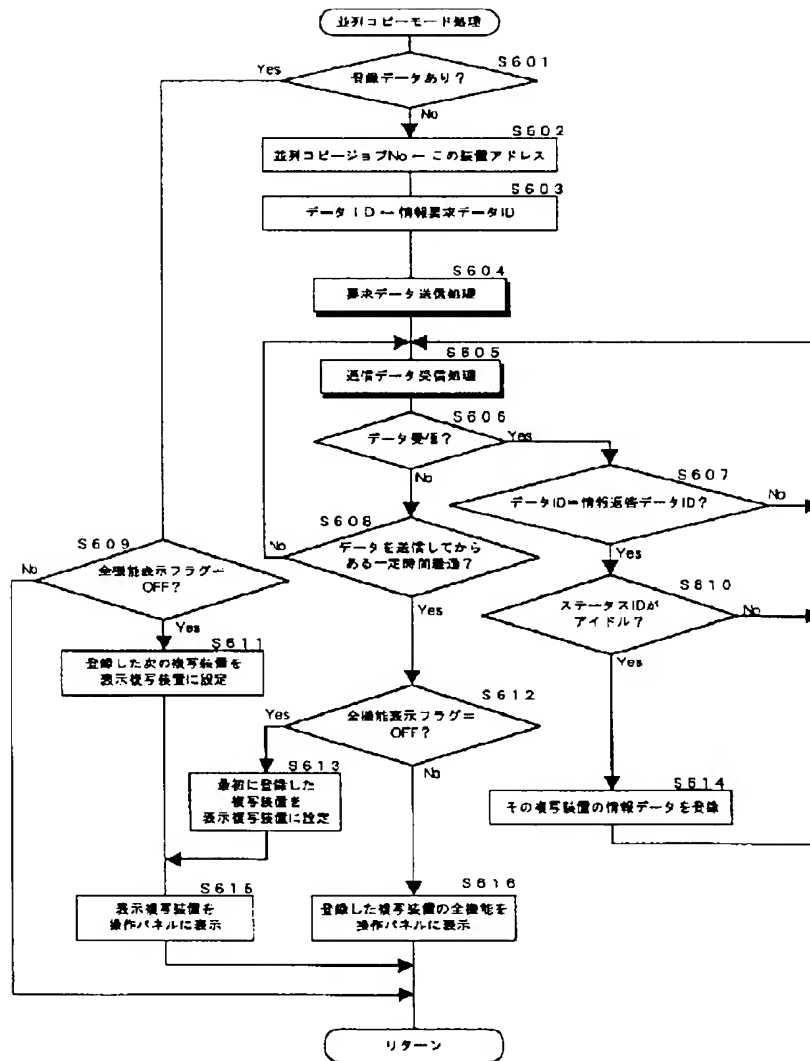 並列コピーモード処理
S601
登録データあり？
Yes
No
S602
並列コピージョブNo ← この装置アドレス
S603
データID ← 情報要求データID
S604
要求データ送信処理
S605
返信データ受信処理
S606
データ受信？
Yes
No
S607
データID＝情報返答データID？
No
Yes
S608
データを送信してから
ある一定時間経過？
No
Yes
S609
全機能表示フラグ＝
OFF？
No
Yes
S610
ステータスIDが
アイドル？
No
Yes
S611
登録した次の複写装置を
表示複写装置に設定
S612
全機能表示フラグ＝
OFF？
Yes
No
S613
最初に登録した
複写装置を
表示複写装置に設定
S614
その複写装置の情報データを登録
S615
表示複写装置を
操作パネルに表示
S616
登録した複写装置の全機能を
操作パネルに表示
リターン